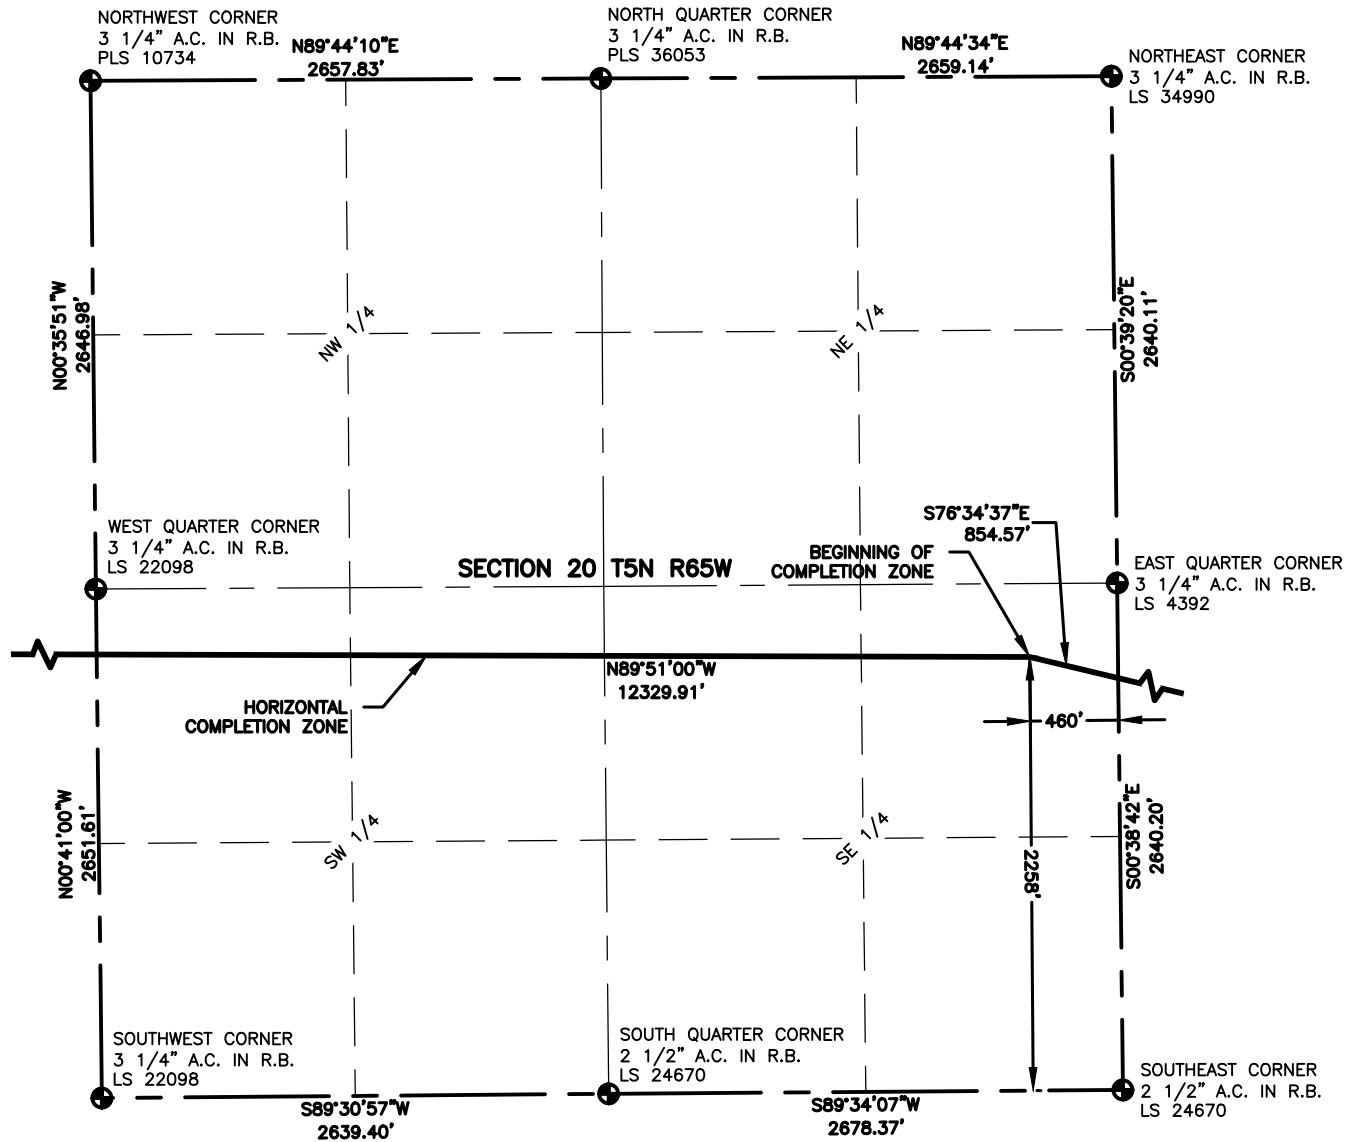 NORTHWEST CORNER
3 1/4" A.C. IN R.B.
PLS 10734
N89°44'10"E
2657.83'
NORTH QUARTER CORNER
3 1/4" A.C. IN R.B.
PLS 36053
N89°44'34"E
2659.14'
NORTHEAST CORNER
3 1/4" A.C. IN R.B.
LS 34990
N00°35'51"W
2646.98'
NW 1/4
NE 1/4
S00°39'20"E
2640.11'
WEST QUARTER CORNER
3 1/4" A.C. IN R.B.
LS 22098
SECTION 20 T5N R65W
S76°34'37"E
854.57'
BEGINNING OF
COMPLETION ZONE
EAST QUARTER CORNER
3 1/4" A.C. IN R.B.
LS 4392
N89°51'00"W
12329.91'
HORIZONTAL
COMPLETION ZONE
460'
N00°41'00"W
2651.61'
SW 1/4
SE 1/4
2258'
S00°38'42"E
2640.20'
SOUTHWEST CORNER
3 1/4" A.C. IN R.B.
LS 22098
S89°30'57"W
2639.40'
SOUTH QUARTER CORNER
2 1/2" A.C. IN R.B.
LS 24670
S89°34'07"W
2678.37'
SOUTHEAST CORNER
2 1/2" A.C. IN R.B.
LS 24670